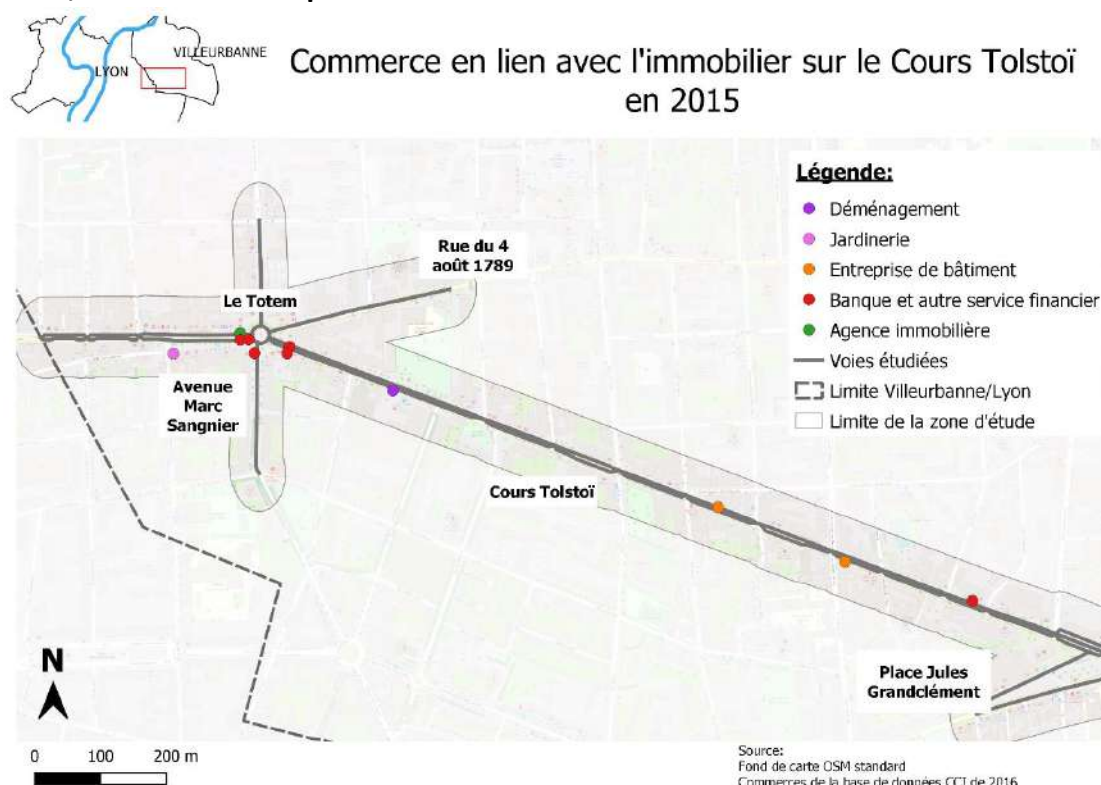 VILLEURBANNE
LYON
Commerce en lien avec l'immobilier sur le Cours Tolstoï
en 2015
Légende:
Déménagement
Jardinerie
Entreprise de bâtiment
Banque et autre service financier
Agence immobilière
Voies étudiées
Limite Villeurbanne/Lyon
Limite de la zone d'étude
Rue du 4
août 1789
Le Totem
Avenue
Marc
Sangnier
Cours Tolstoï
Place Jules
Grandclément
N
0 100 200 m
Source:
Fond de carte OSM standard
Commerces de la base de données CCI de 2016